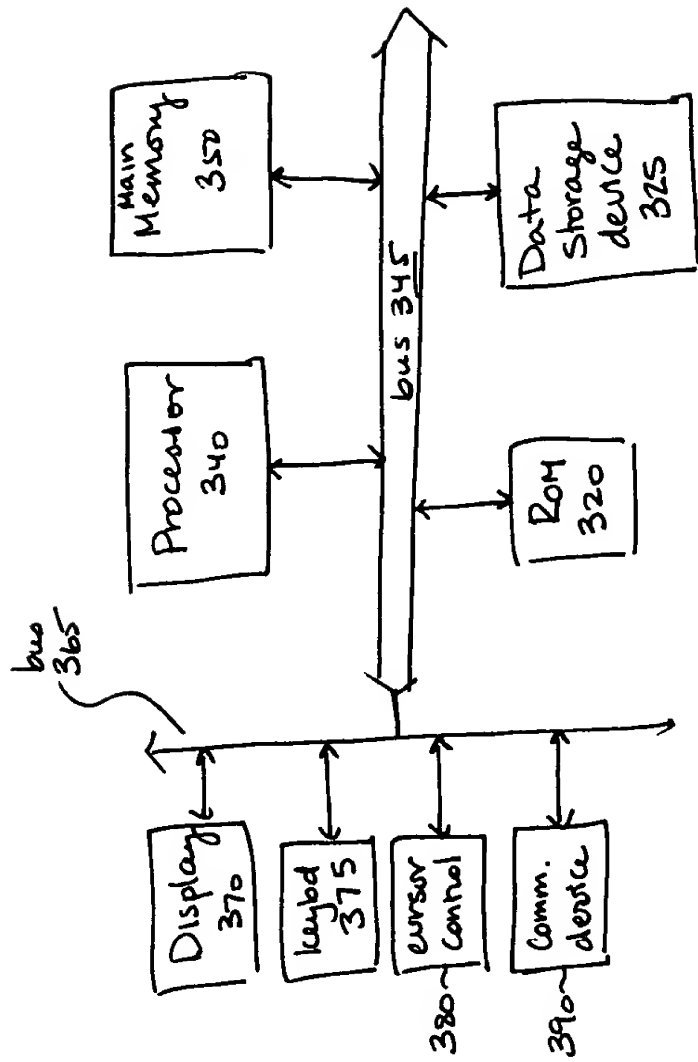 Main
Memory
350
Processor
340
bus 345
Data
Storage
device
325
ROM
320
bus
365
Display
370
keybd
375
cursor
control
380
Comm.
device
390